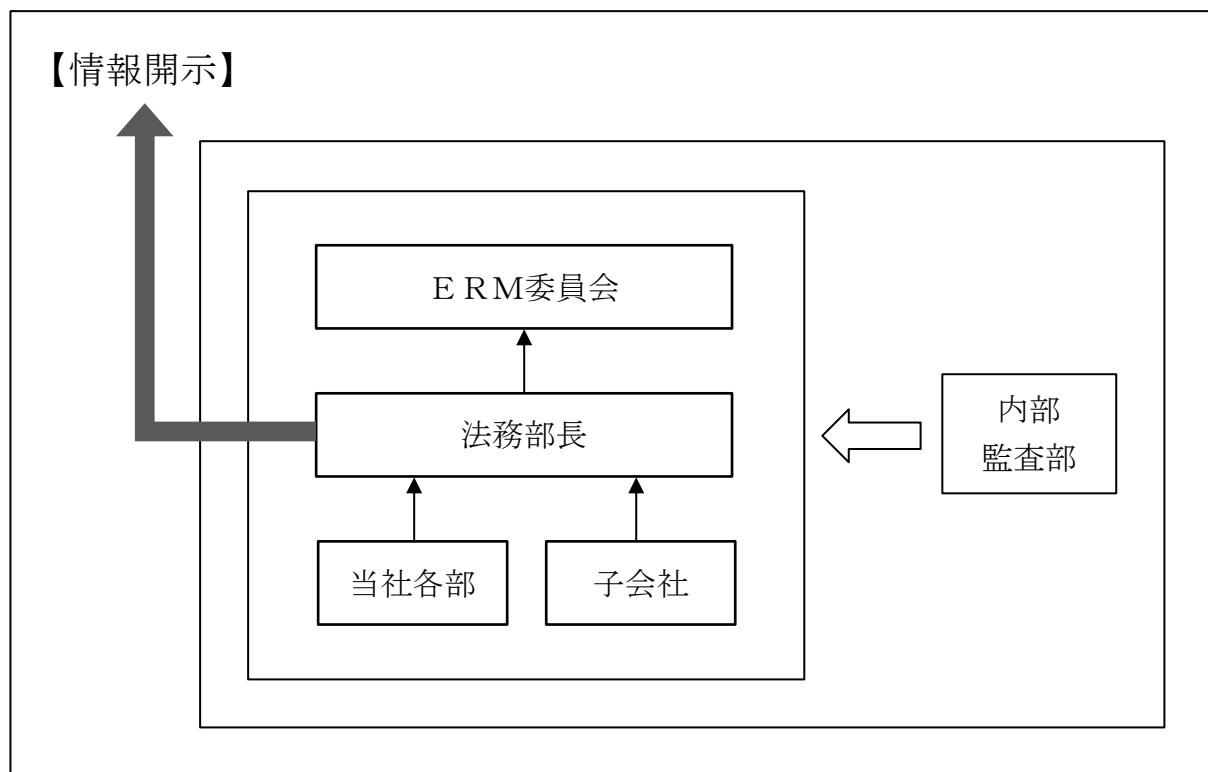 【情報開示】
ＥＲＭ委員会
法務部長
内部
監査部
当社各部
子会社